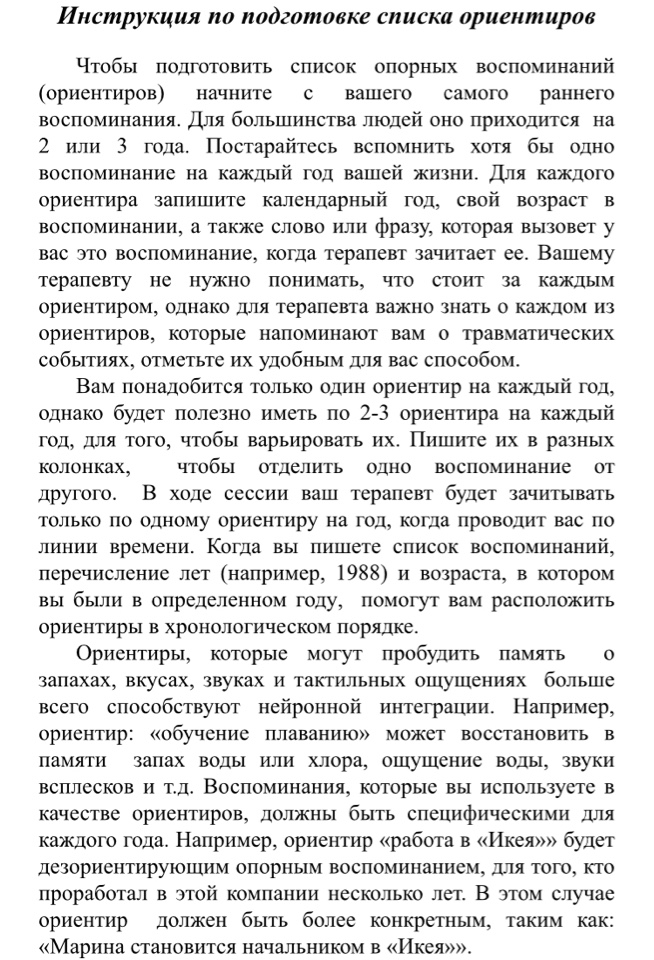 Инструкция по подготовке списка ориентиров
Чтобы подготовить список опорных воспоминаний
(ориентиров) начните с вашего самого раннего
воспоминания. Для большинства людей оно приходится на
2 или 3 года. Постарайтесь вспомнить хотя бы одно
воспоминание на каждый год вашей жизни. Для каждого
ориентира запишите календарный год, свой возраст в
воспоминании, а также слово или фразу, которая вызовет у
вас это воспоминание, когда терапевт зачитает ее. Вашему
терапевту не нужно понимать, что стоит за каждым
ориентиром, однако для терапевта важно знать о каждом из
ориентиров, которые напоминают вам о травматических
событиях, отметьте их удобным для вас способом.
Вам понадобится только один ориентир на каждый год,
однако будет полезно иметь по 2-3 ориентира на каждый
год, для того, чтобы варьировать их. Пишите их в разных
колонках, чтобы отделить одно воспоминание от
другого. В ходе сессии ваш терапевт будет зачитывать
только по одному ориентиру на год, когда проводит вас по
линии времени. Когда вы пишете список воспоминаний,
перечисление лет (например, 1988) и возраста, в котором
вы были в определенном году, помогут вам расположить
ориентиры в хронологическом порядке.
Ориентиры, которые могут пробудить память о
запахах, вкусах, звуках и тактильных ощущениях больше
всего способствуют нейронной интеграции. Например,
ориентир: «обучение плаванию» может восстановить в
памяти запах воды или хлора, ощущение воды, звуки
всплесков и т.д. Воспоминания, которые вы используете в
качестве ориентиров, должны быть специфическими для
каждого года. Например, ориентир «работа в «Икея»» будет
дезориентирующим опорным воспоминанием, для того, кто
проработал в этой компании несколько лет. В этом случае
ориентир должен быть более конкретным, таким как:
«Марина становится начальником в «Икея»».